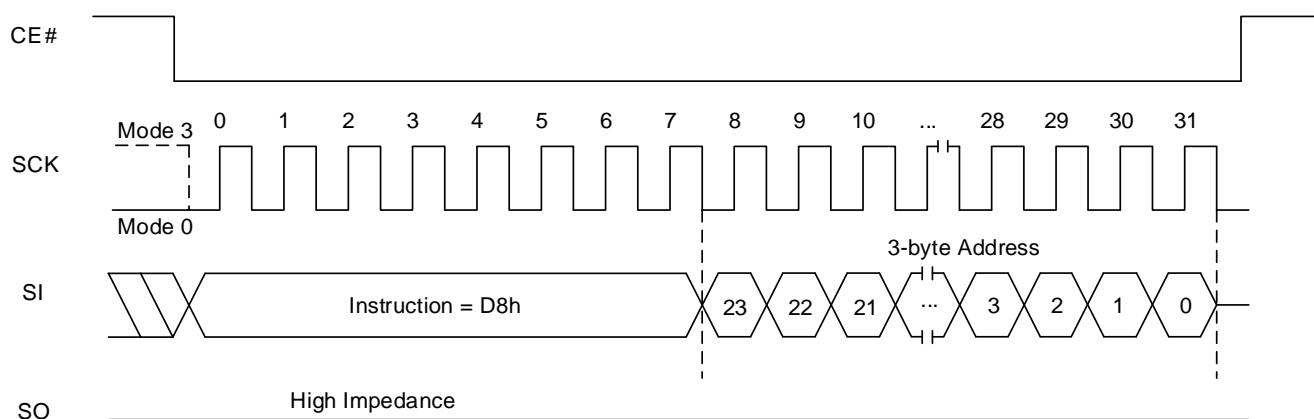 CE#
SCK
Mode 3
Mode 0
0 1 2 3 4 5 6 7 8 9 10 ... 28 29 30 31
3-byte Address
SI
Instruction = D8h
23 22 21 ... 3 2 1 0
SO
High Impedance